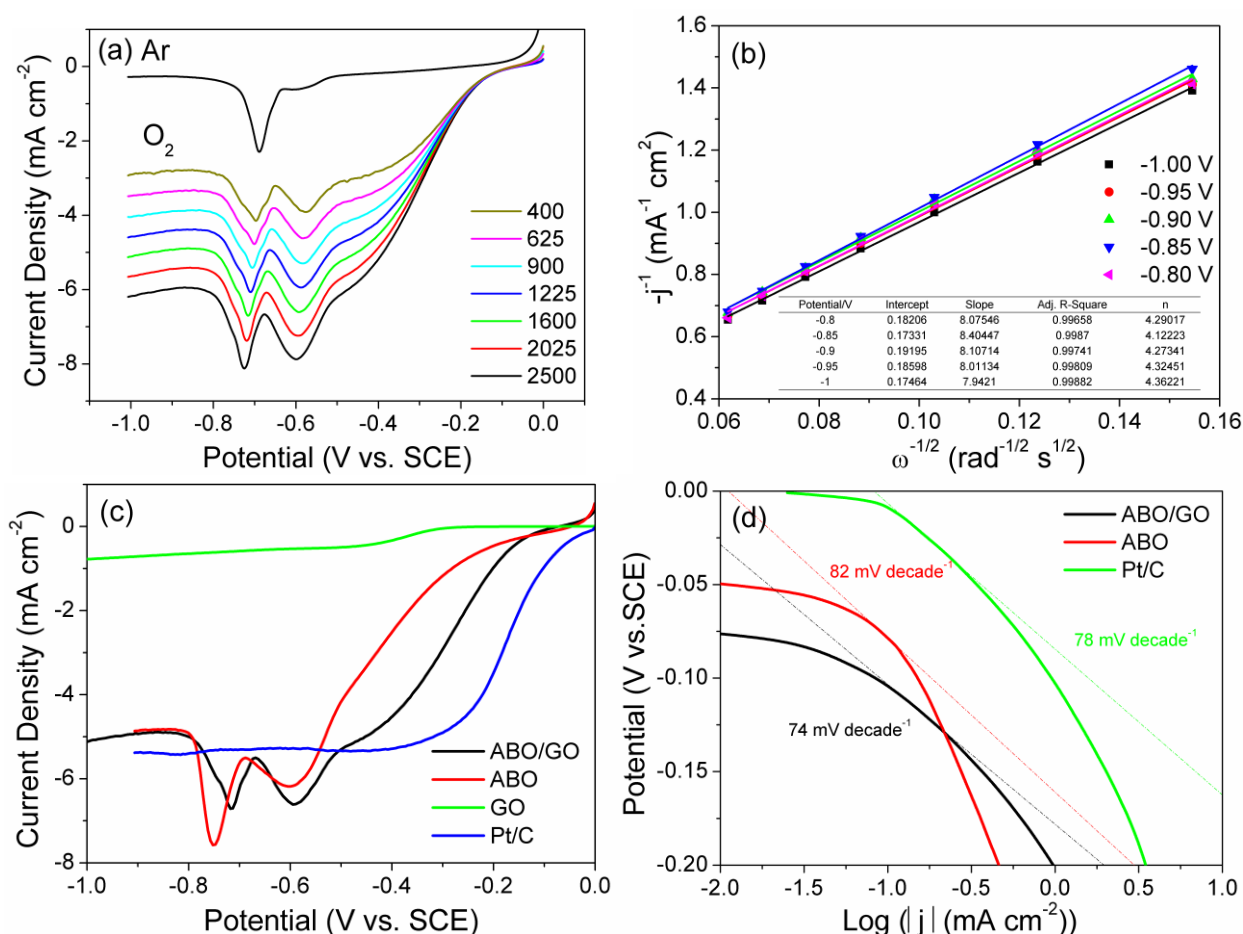 (a) Ar
O2
0
-2
-4
-6
-8
Current Density (mA cm-2)
400
625
900
1225
1600
2025
2500
-1.0 -0.8 -0.6 -0.4 -0.2 0.0
Potential (V vs. SCE)
(b)
1.4
1.2
1.0
0.8
0.6
0.4
-j-1 (mA-1 cm2)
-1.00 V
-0.95 V
-0.90 V
-0.85 V
-0.80 V
Potential/V Intercept Slope Adj. R-Square n
-0.8 0.18206 8.07546 0.99658 4.29017
-0.85 0.17331 8.40447 0.9987 4.12223
-0.9 0.19195 8.10714 0.99741 4.27341
-0.95 0.18598 8.01134 0.99809 4.32451
-1 0.17464 7.9421 0.99882 4.36221
0.06 0.08 0.10 0.12 0.14 0.16
ω-1/2 (rad-1/2 s1/2)
(c)
0
-2
-4
-6
-8
Current Density (mA cm-2)
ABO/GO
ABO
GO
Pt/C
-1.0 -0.8 -0.6 -0.4 -0.2 0.0
Potential (V vs. SCE)
(d)
0.00
-0.05
-0.10
-0.15
-0.20
Potential (V vs.SCE)
ABO/GO
ABO
Pt/C
82 mV decade-1
78 mV decade-1
74 mV decade-1
-2.0 -1.5 -1.0 -0.5 0.0 0.5 1.0
Log (|j| (mA cm-2))